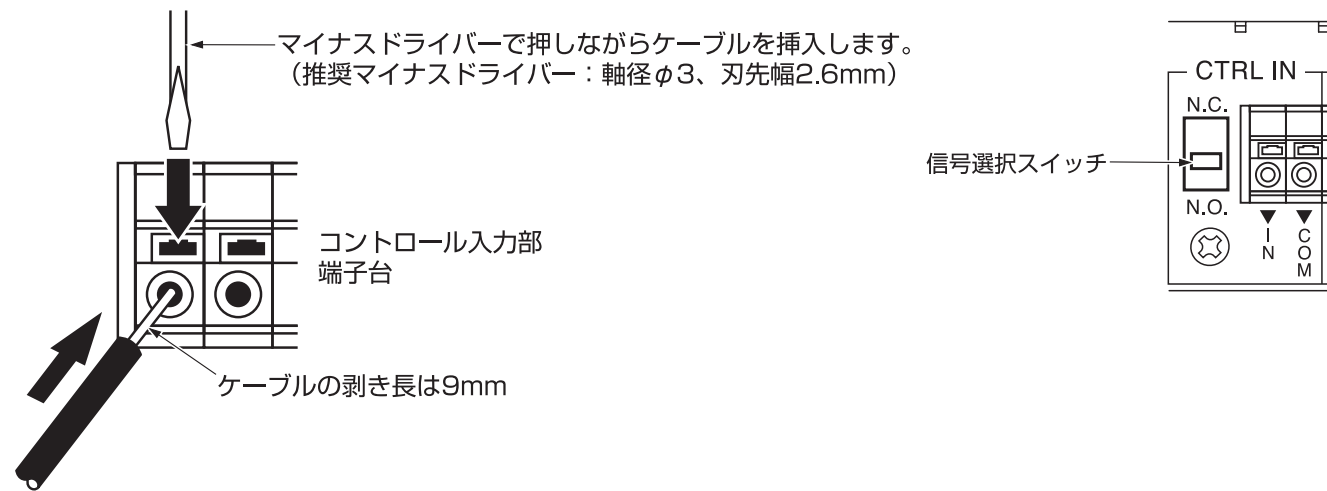 マイナスドライバーで押しながらケーブルを挿入します。
（推奨マイナスドライバー：軸径φ3、刃先幅2.6mm）
コントロール入力部
端子台
ケーブルの剥き長は9mm
CTRL IN
N.C.
信号選択スイッチ
N.O.
IN
COM